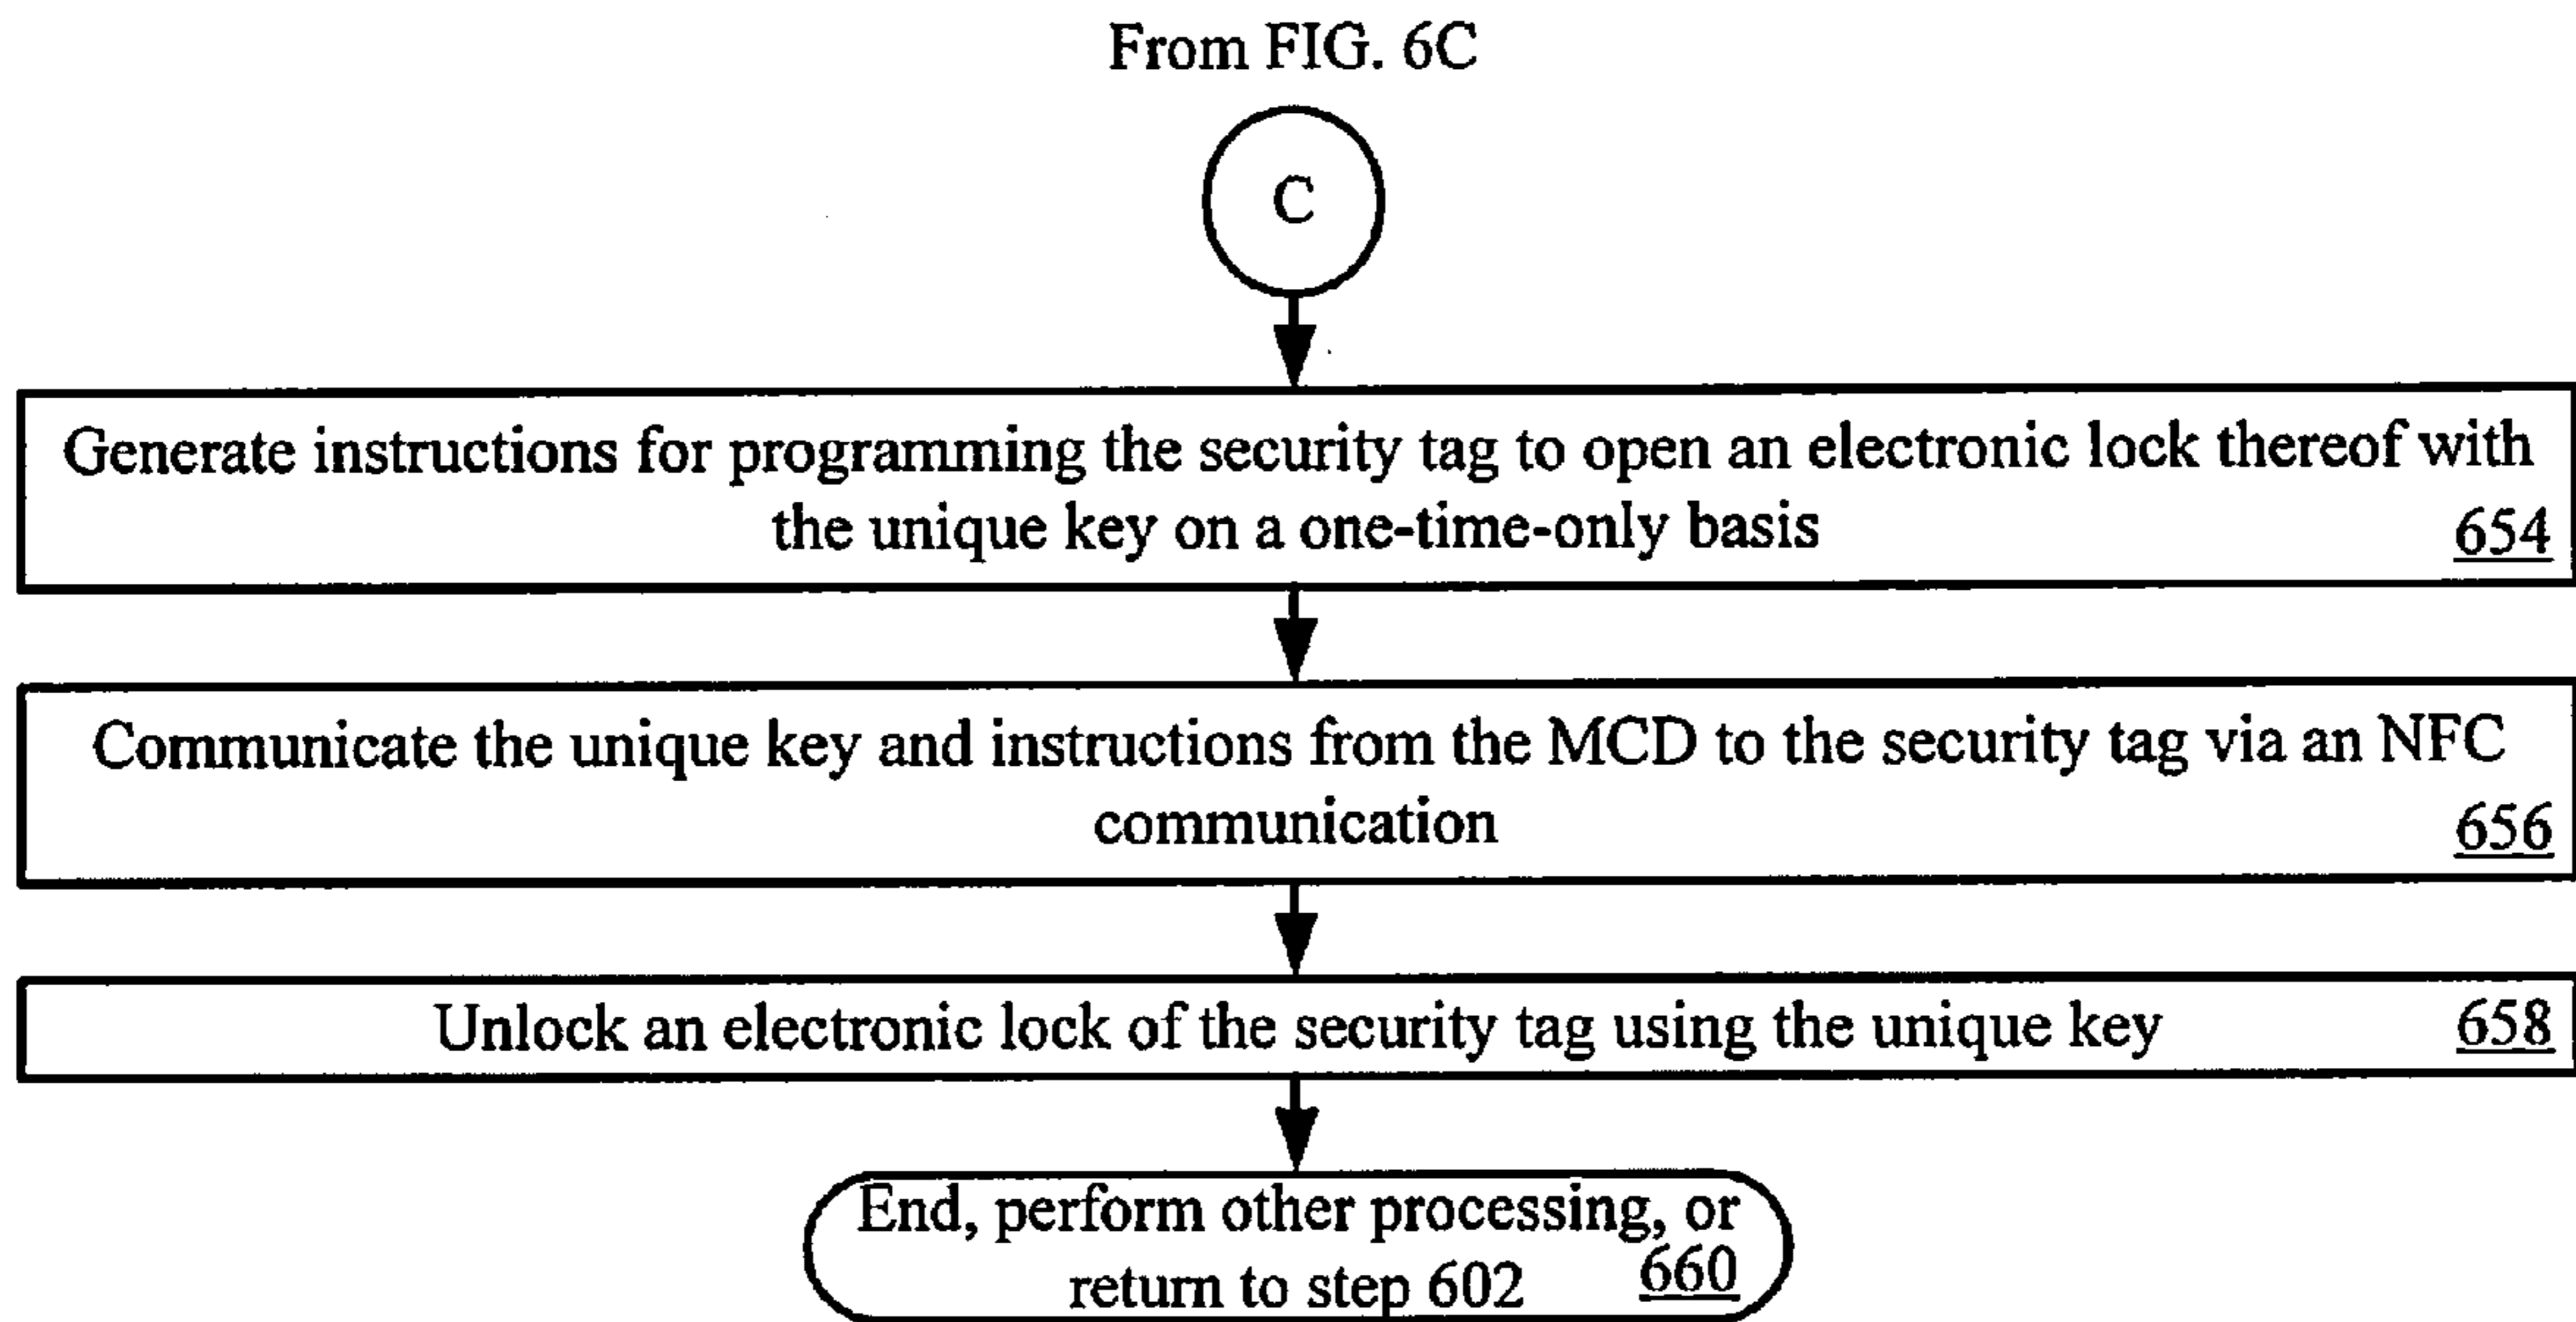 From FIG. 6C
C
Generate instructions for programming the security tag to open an electronic lock thereof with
the unique key on a one-time-only basis 654
Communicate the unique key and instructions from the MCD to the security tag via an NFC
communication 656
Unlock an electronic lock of the security tag using the unique key 658
End, perform other processing, or
return to step 602 660